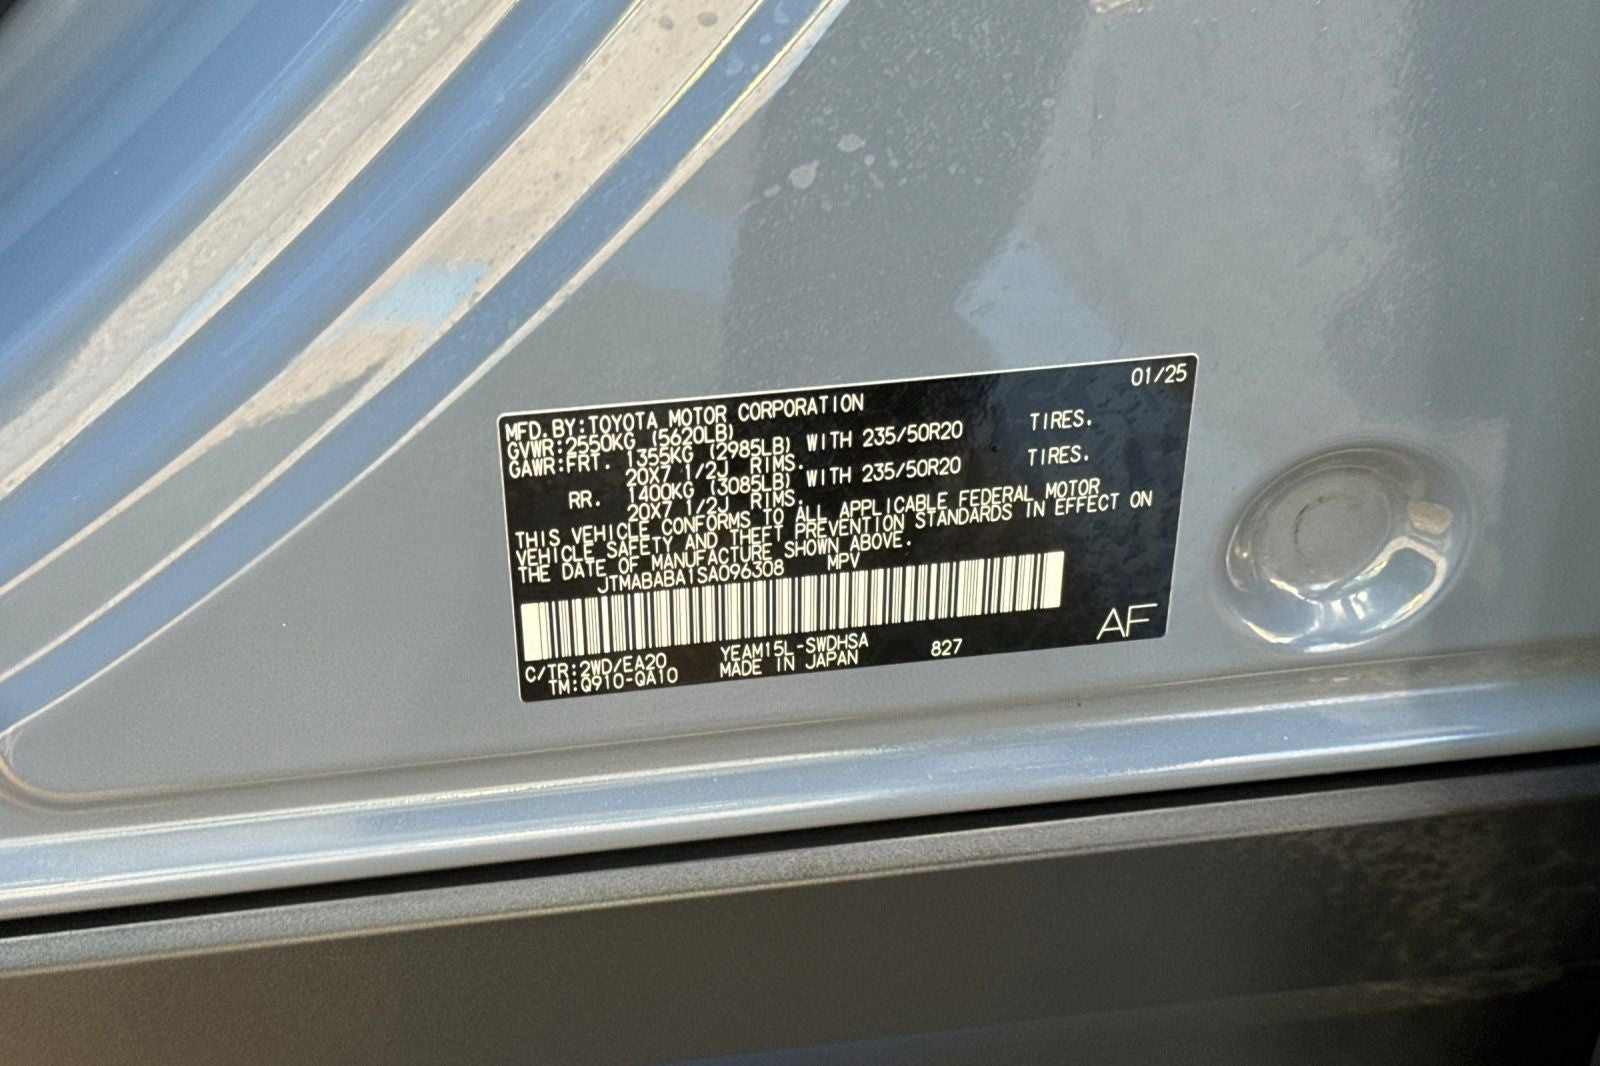 01/25
MFD. BY: TOYOTA MOTOR CORPORATION
GVWR: 2550KG (5620LB)
GAWR: FRT. 1355KG (2985LB) WITH 235/50R20 TIRES.
20X7 1/2J RIMS.
RR. 1400KG (3085LB) WITH 235/50R20 TIRES.
20X7 1/2J RIMS.
THIS VEHICLE CONFORMS TO ALL APPLICABLE FEDERAL MOTOR
VEHICLE SAFETY AND THEFT PREVENTION STANDARDS IN EFFECT ON
THE DATE OF MANUFACTURE SHOWN ABOVE.
JTMABABA1SA096308 MPV
C/TR: 2WD/EA20 YEAM15L-SWDHSA 827 AF
TM: Q910-QA10 MADE IN JAPAN